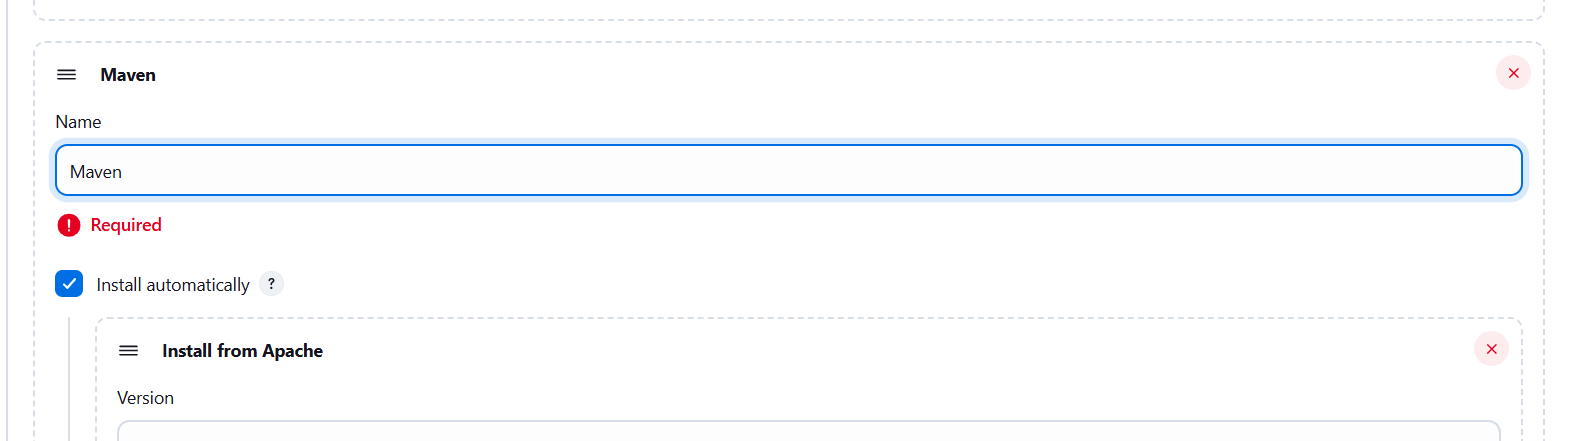 Maven
Name
Maven
! Required
Install automatically ?
Install from Apache
Version